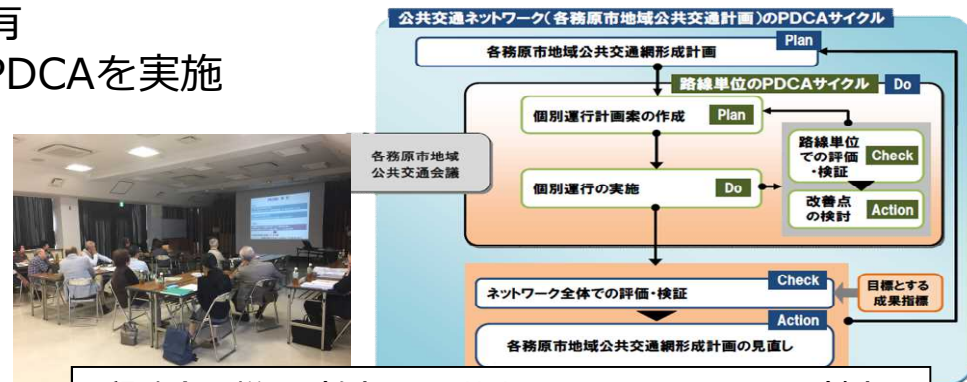 有
PDCAを実施
公共交通ネットワーク(各務原市地域公共交通計画)のPDCAサイクル
Plan
各務原市地域公共交通網形成計画
路線単位のPDCAサイクル
Do
個別運行計画案の作成
Plan
各務原市地域
公共交通会議
路線単位
での評価
・検証
Check
個別運行の実施
Do
改善点
の検討
Action
Check
ネットワーク全体での評価・検証
目標とする
成果指標
Action
各務原市地域公共交通網形成計画の見直し